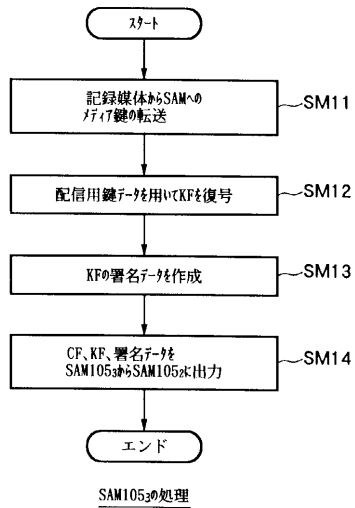 スタート
記録媒体からSAMへの
メディア鍵の転送
SM11
配信用鍵データを用いてKFを復号
SM12
KFの署名データを作成
SM13
CF、KF、署名データを
SAM105₃からSAM105₂に出力
SM14
エンド
SAM105₃の処理